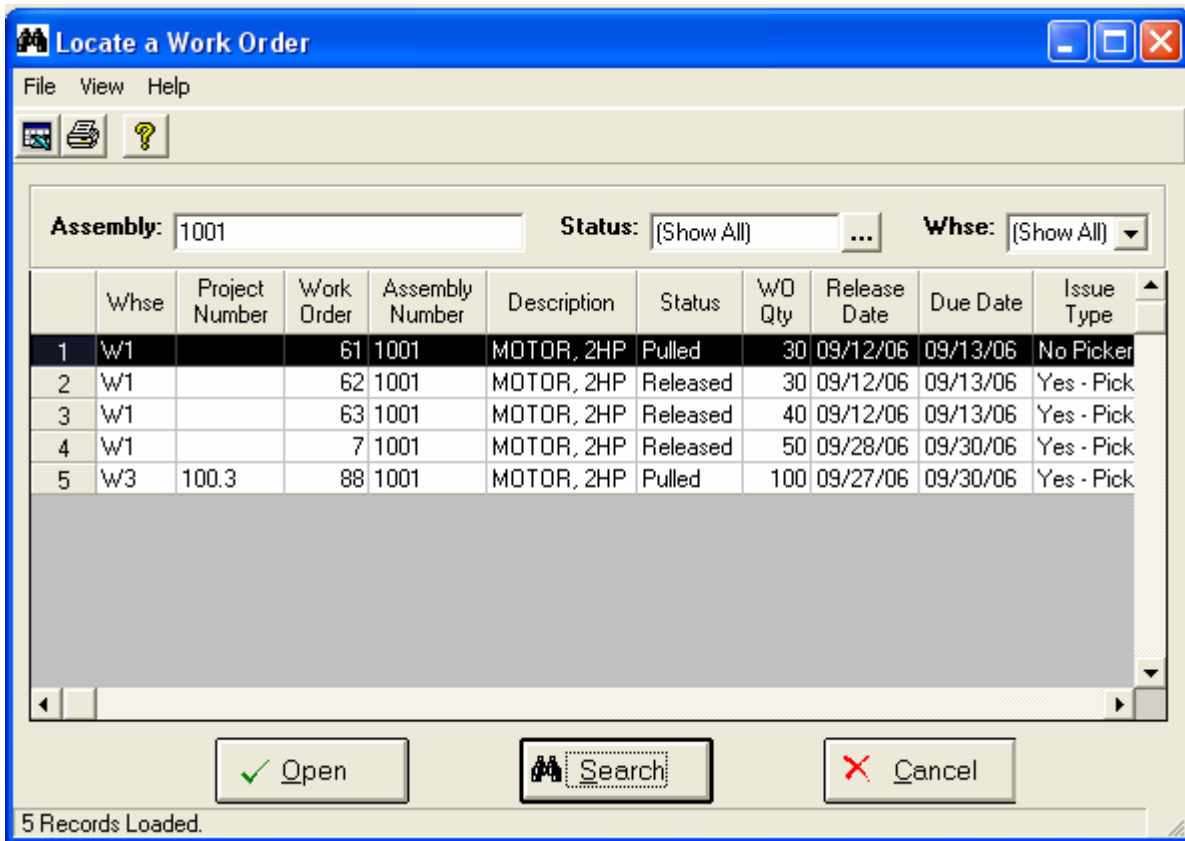 Locate a Work Order
File View Help
Assembly: 1001 Status: (Show All) ... Whse: (Show All)
Whse Project Number Work Order Assembly Number Description Status WO Qty Release Date Due Date Issue Type
1 W1 61 1001 MOTOR, 2HP Pulled 30 09/12/06 09/13/06 No Picker
2 W1 62 1001 MOTOR, 2HP Released 30 09/12/06 09/13/06 Yes - Pick
3 W1 63 1001 MOTOR, 2HP Released 40 09/12/06 09/13/06 Yes - Pick
4 W1 7 1001 MOTOR, 2HP Released 50 09/28/06 09/30/06 Yes - Pick
5 W3 100.3 88 1001 MOTOR, 2HP Pulled 100 09/27/06 09/30/06 Yes - Pick
Open Search Cancel
5 Records Loaded.